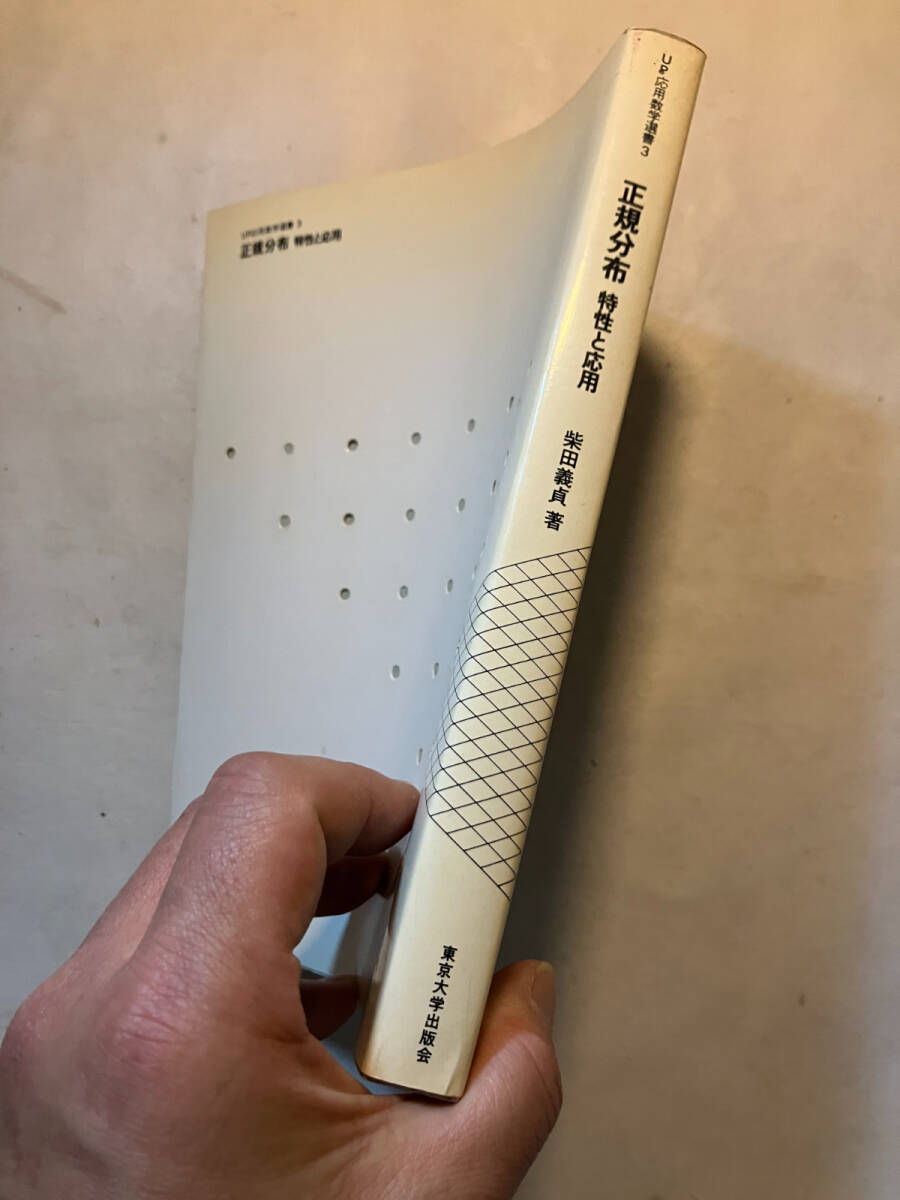 UP応用数学選書 3
正規分布 特性と応用
UP応用数学選書3
正規分布 特性と応用
柴田義貞 著
東京大学出版会